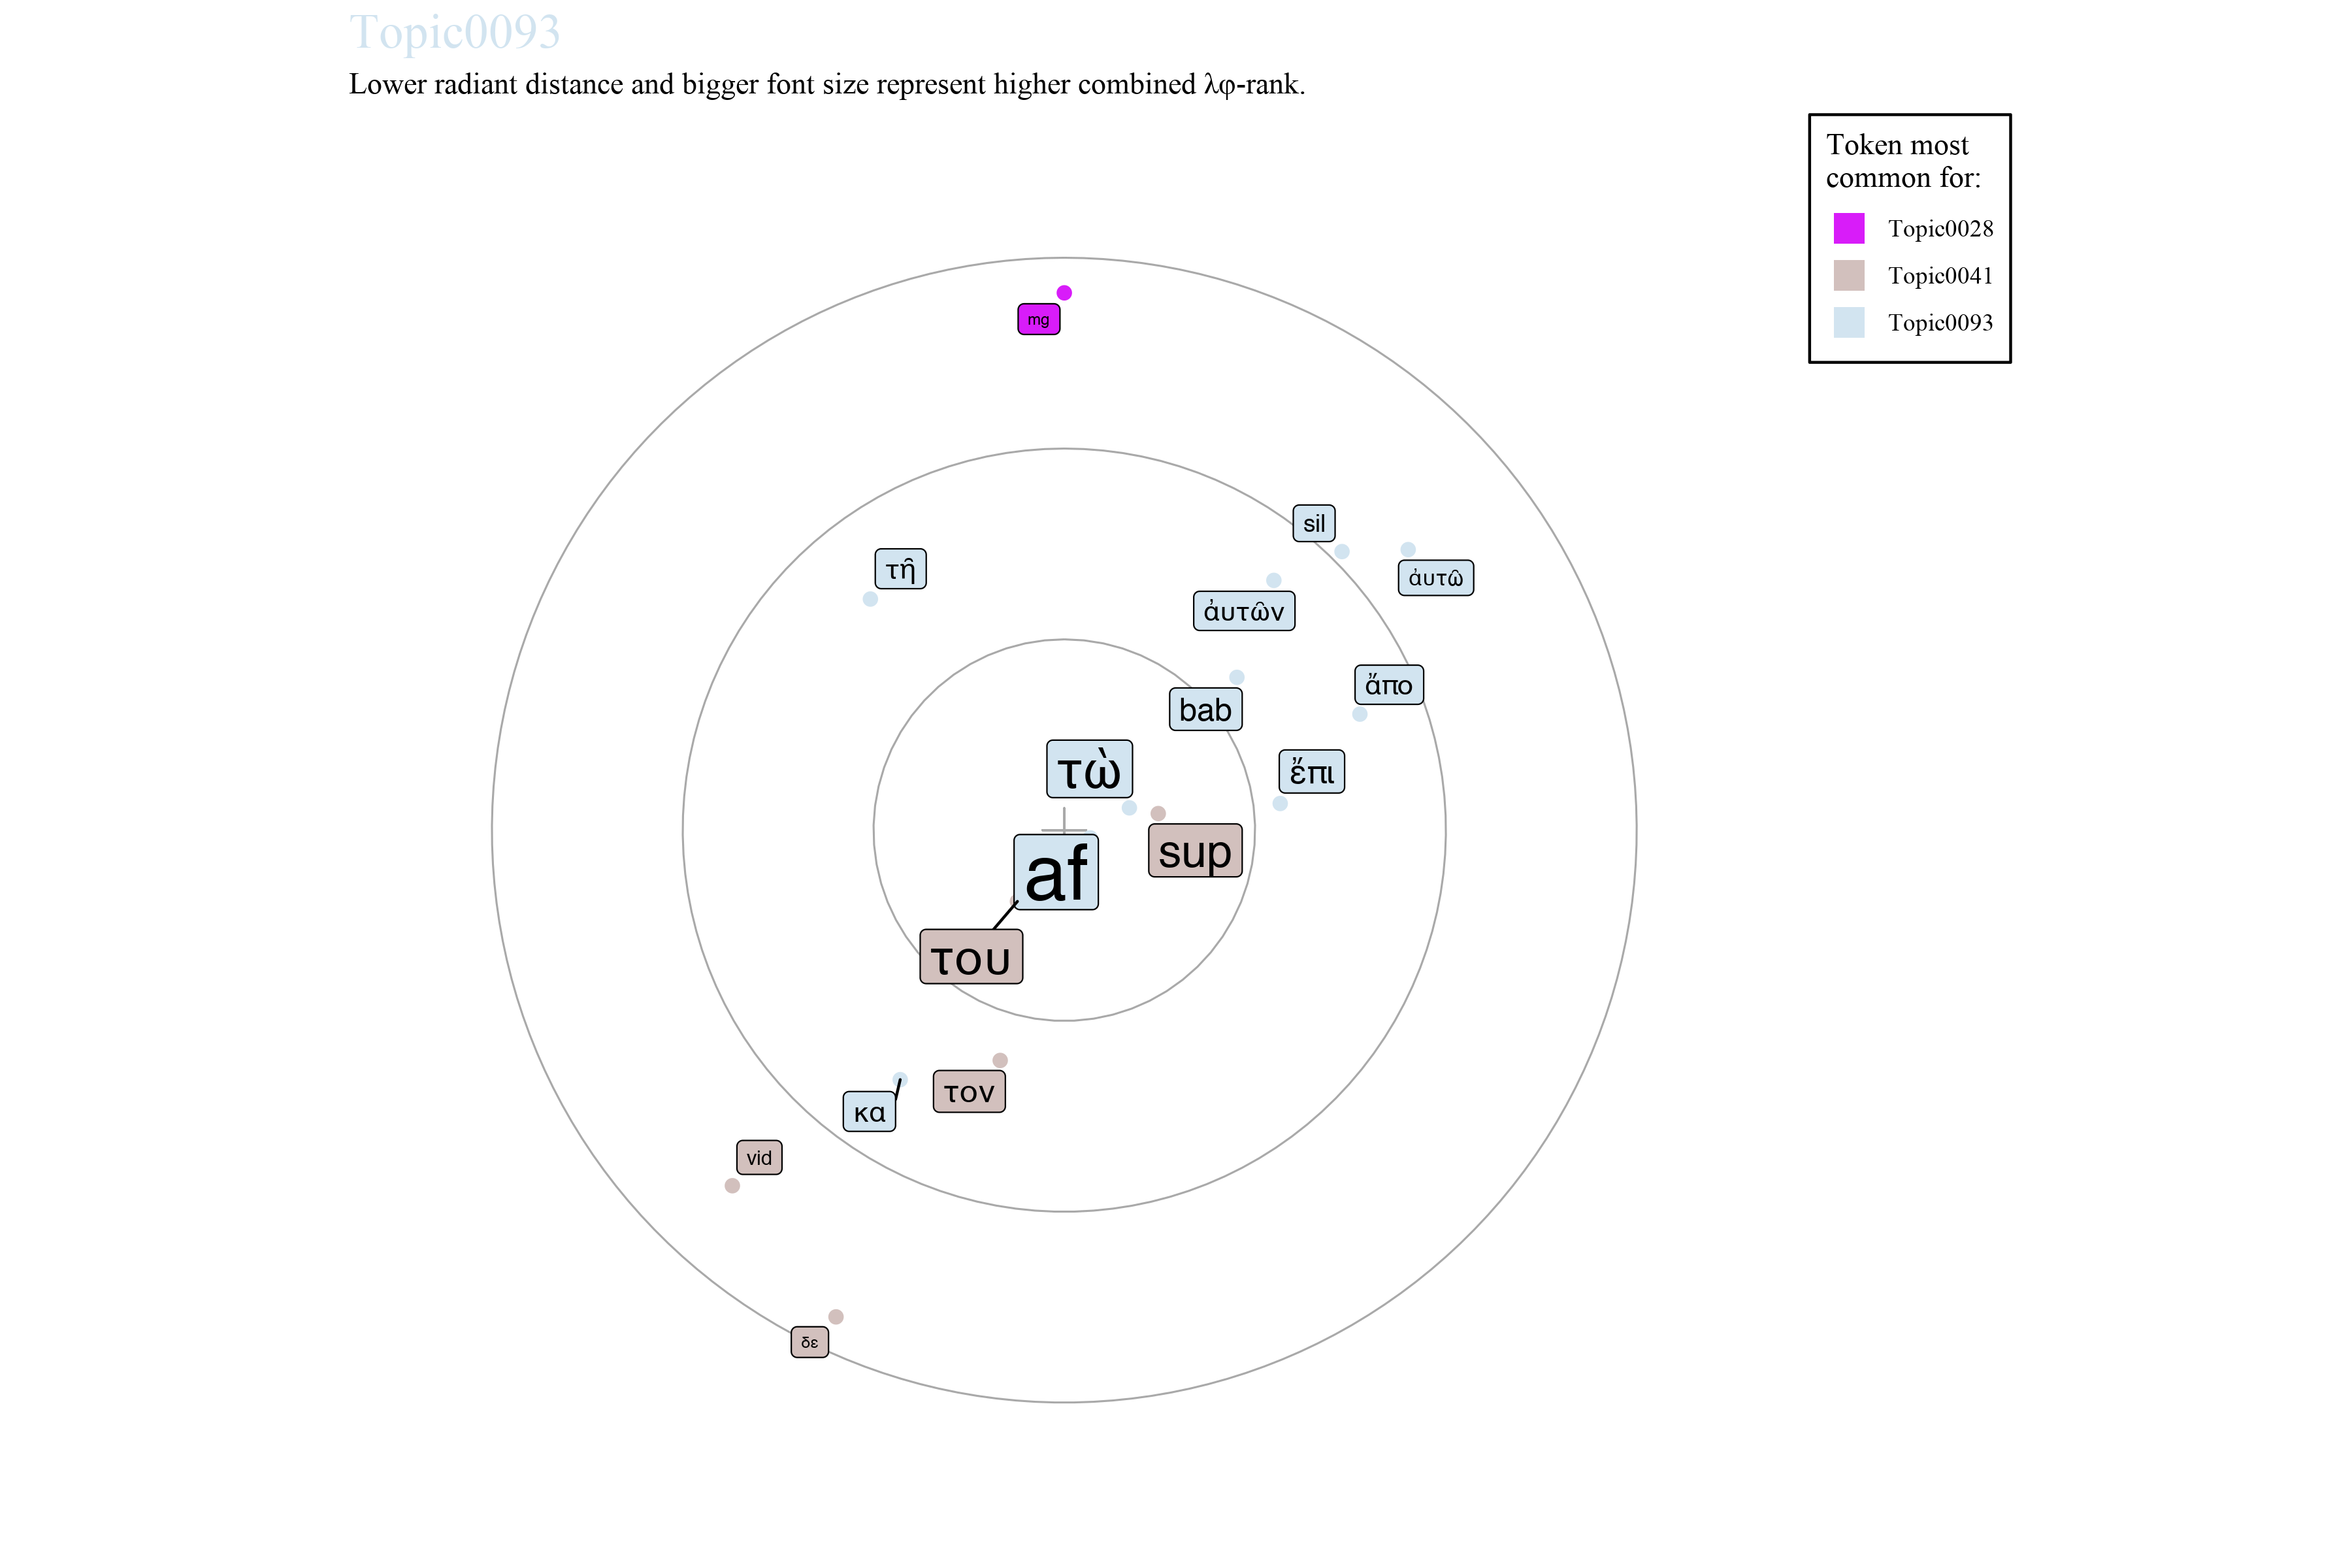 Topic0093
Lower radiant distance and bigger font size represent higher combined λφ-rank.
Token most
common for:
Topic0028
Topic0041
Topic0093
mg
sil
τῆ
ἀυτῶ
ἀυτῶν
ἄπο
bab
τὼ
ἔπι
sup
af
του
τον
κα
vid
δε